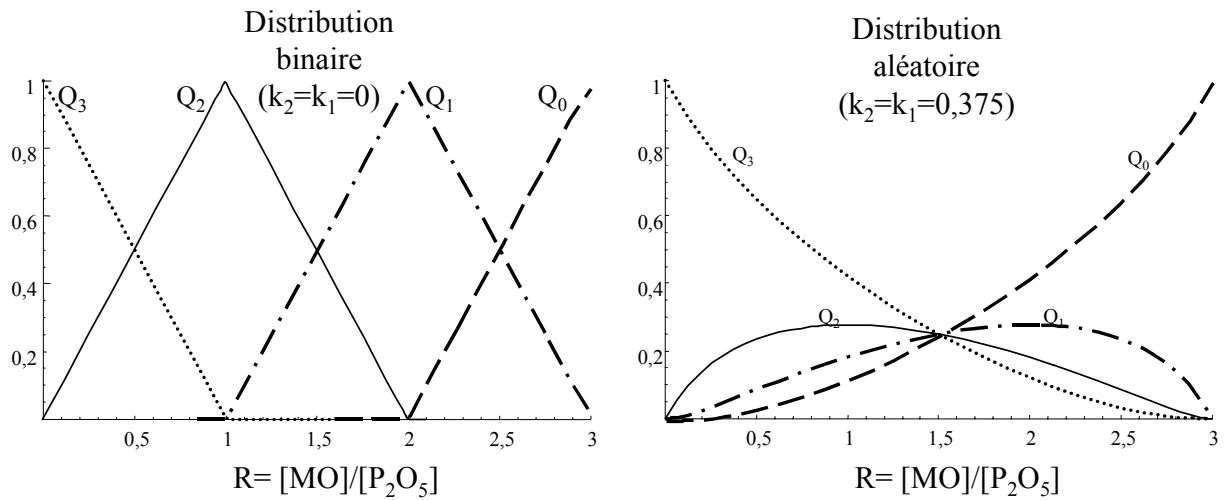 Distribution
binaire
(k₂=k₁=0)
Q₃
Q₂
Q₁
Q₀
1
0,8
0,6
0,4
0,2
0,5
1
1,5
2
2,5
3
R= [MO]/[P₂O₅]
Distribution
aléatoire
(k₂=k₁=0,375)
Q₃
Q₀
Q₂
Q₁
1
0,8
0,6
0,4
0,2
0,5
1
1,5
2
2,5
3
R= [MO]/[P₂O₅]